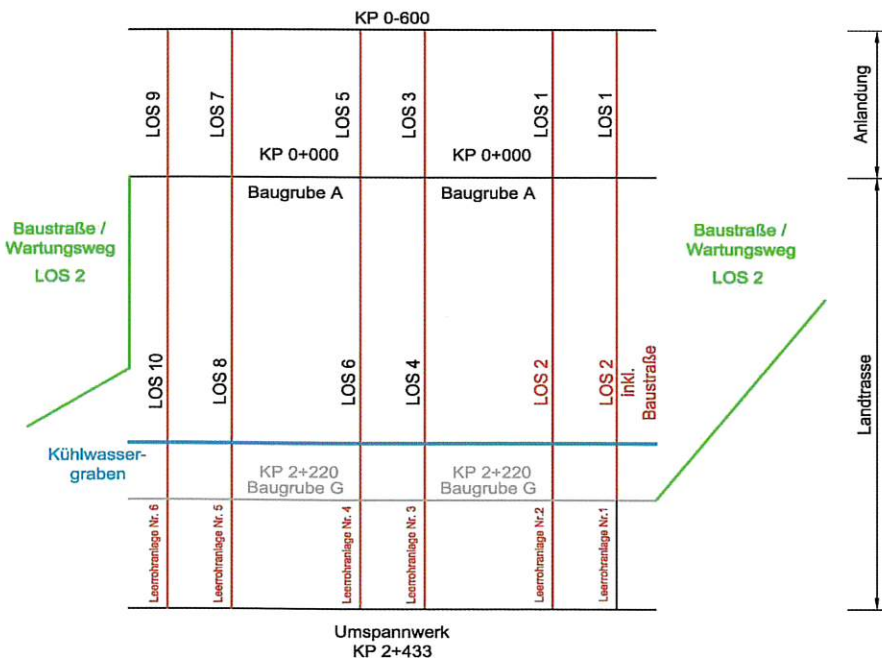 KP 0-600
LOS 9
LOS 7
LOS 5
LOS 3
LOS 1
LOS 1
Anlandung
KP 0+000
KP 0+000
Baugrube A
Baugrube A
Baustraße /
Wartungsweg
LOS 2
Baustraße /
Wartungsweg
LOS 2
LOS 10
LOS 8
LOS 6
LOS 4
LOS 2
LOS 2
inkl.
Baustraße
Landtrasse
Kühlwasser-
graben
KP 2+220
Baugrube G
KP 2+220
Baugrube G
Leerrohranlage Nr. 6
Leerrohranlage Nr. 5
Leerrohranlage Nr. 4
Leerrohranlage Nr. 3
Leerrohranlage Nr.2
Leerrohranlage Nr.1
Umspannwerk
KP 2+433